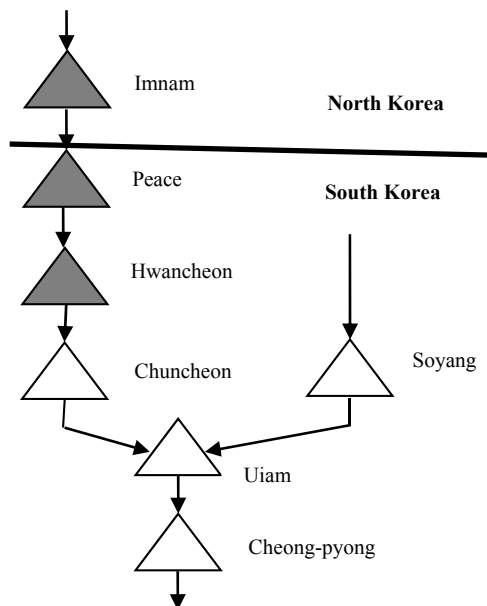 Imnam
North Korea
Peace
South Korea
Hwancheon
Soyang
Chuncheon
Uiam
Cheong-pyong